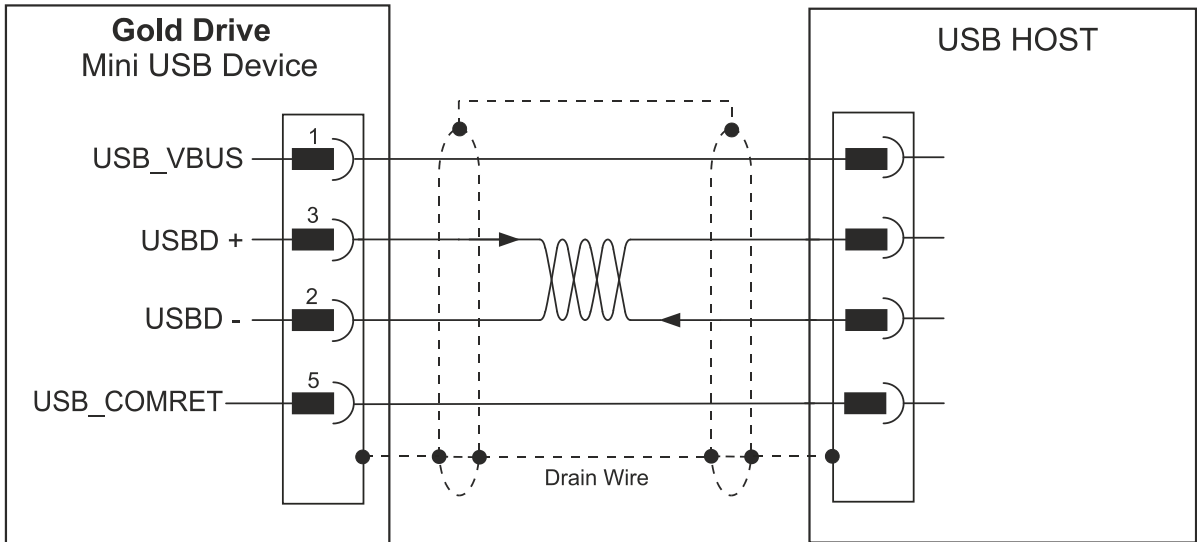 Gold Drive
Mini USB Device
USB HOST
1
USB_VBUS
3
USBD +
2
USBD -
5
USB_COMRET
Drain Wire